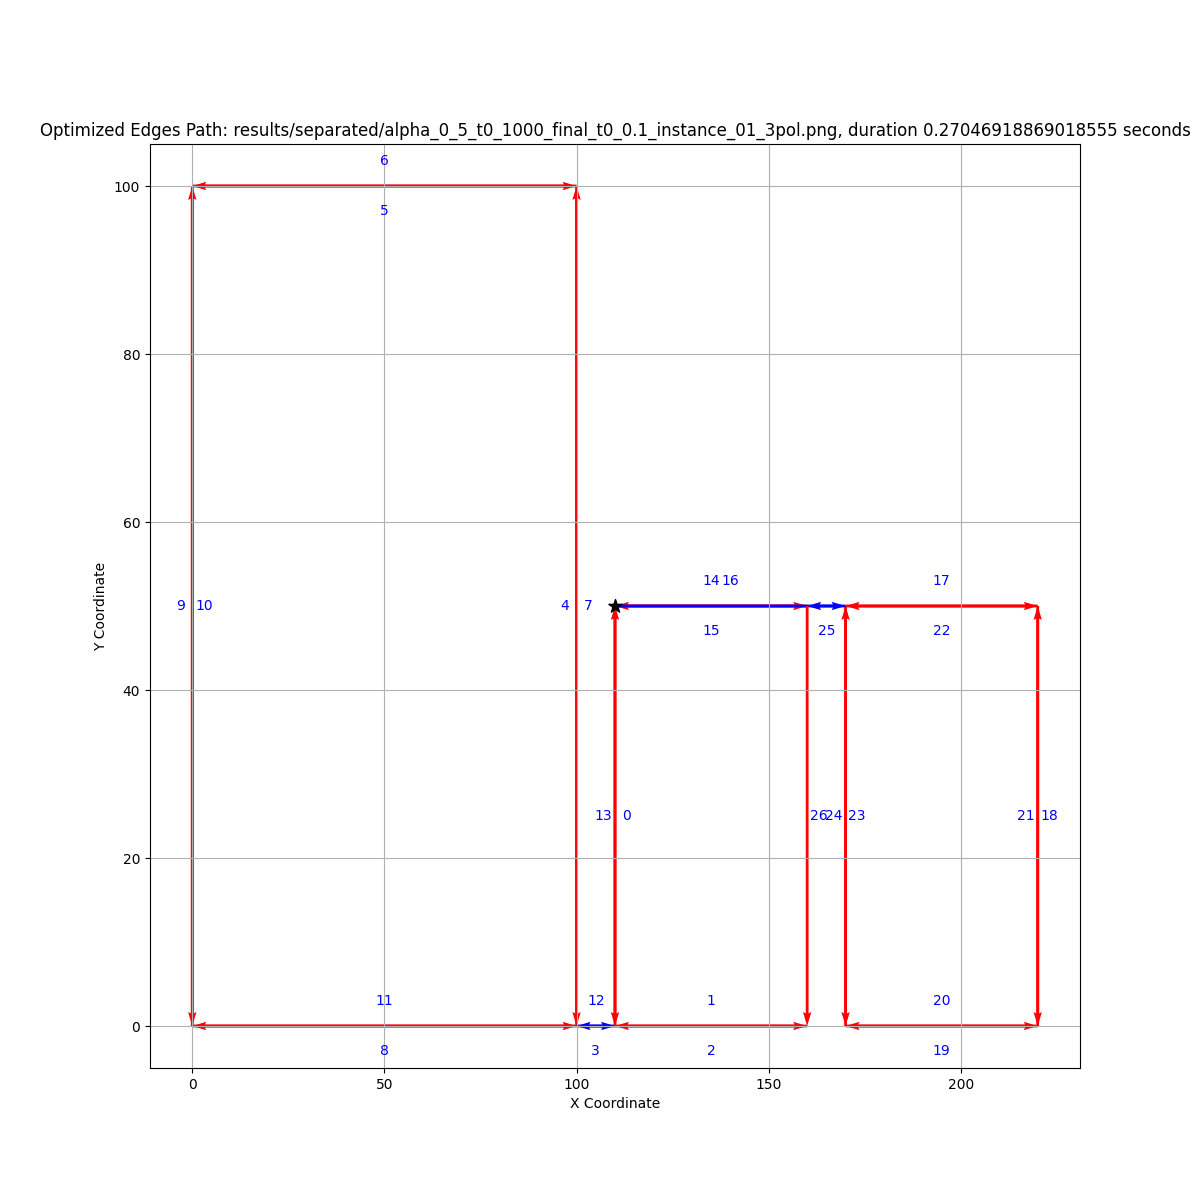 Optimized Edges Path: results/separated/alpha_0_5_t0_1000_final_t0_0.1_instance_01_3pol.png, duration 0.27046918869018555 seconds
6
100
5
80
60
14 16 17
9 10 4 7
15 25 22
40
13 0 26 24 23 21 18
20
11 12 1 20
0
8 3 2 19
0 50 100 150 200
X Coordinate
Y Coordinate